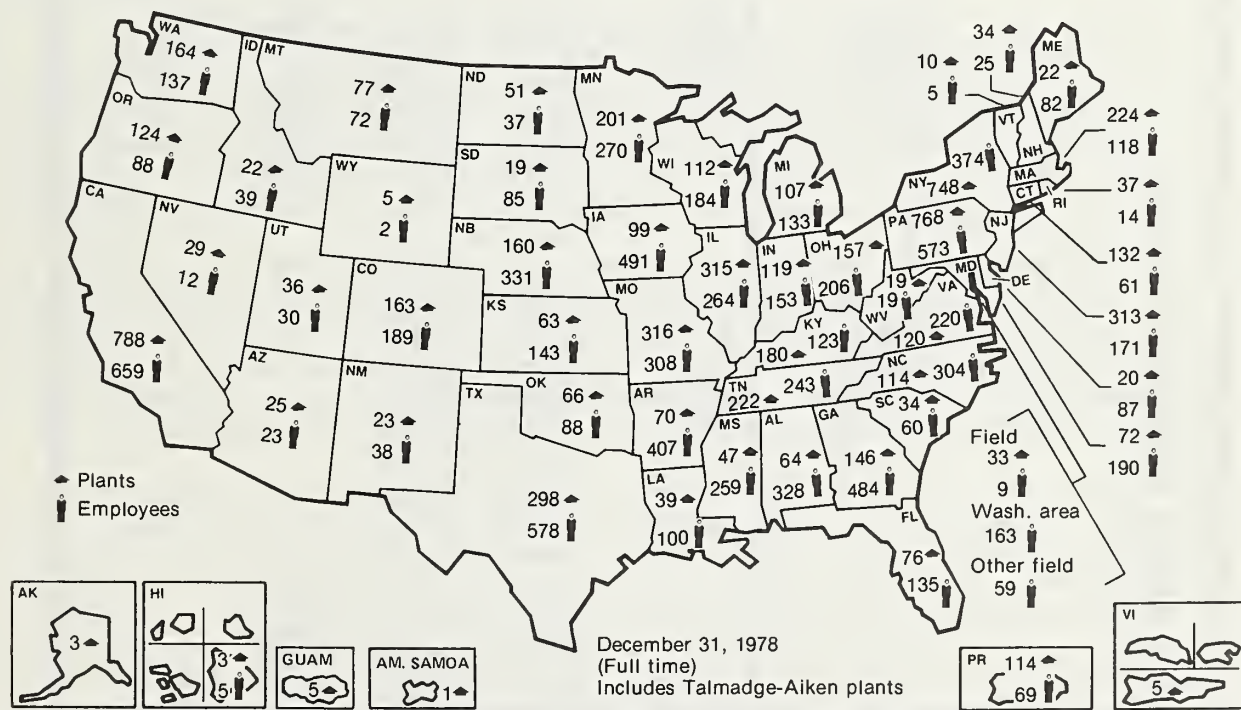 WA
164
137
ID
MT
77
72
ND
51
37
MN
201
270
10
5
34
25
ME
22
82
OR
124
88
22
39
WY
5
2
SD
19
85
WI
112
184
MI
107
133
NY
374
748
VT
NH
MA
CT
RI
224
118
37
14
CA
788
659
NV
29
12
UT
36
30
CO
163
189
NB
160
331
IA
99
491
IL
315
264
IN
119
153
OH
157
206
PA
768
573
NJ
132
61
MD
DE
313
171
KS
63
143
MO
316
308
KY
123
180
WV
19
19
VA
220
120
20
87
72
190
AZ
25
23
NM
23
38
TX
298
578
OK
66
88
AR
70
407
TN
222
243
NC
114
304
SC
34
60
MS
47
259
AL
64
328
GA
146
484
LA
39
100
FL
76
135
Field
33
9
Wash. area
163
Other field
59
Plants
Employees
AK
3
HI
3
5
GUAM
5
AM. SAMOA
1
December 31, 1978
(Full time)
Includes Talmadge-Aiken plants
PR
114
69
VI
5